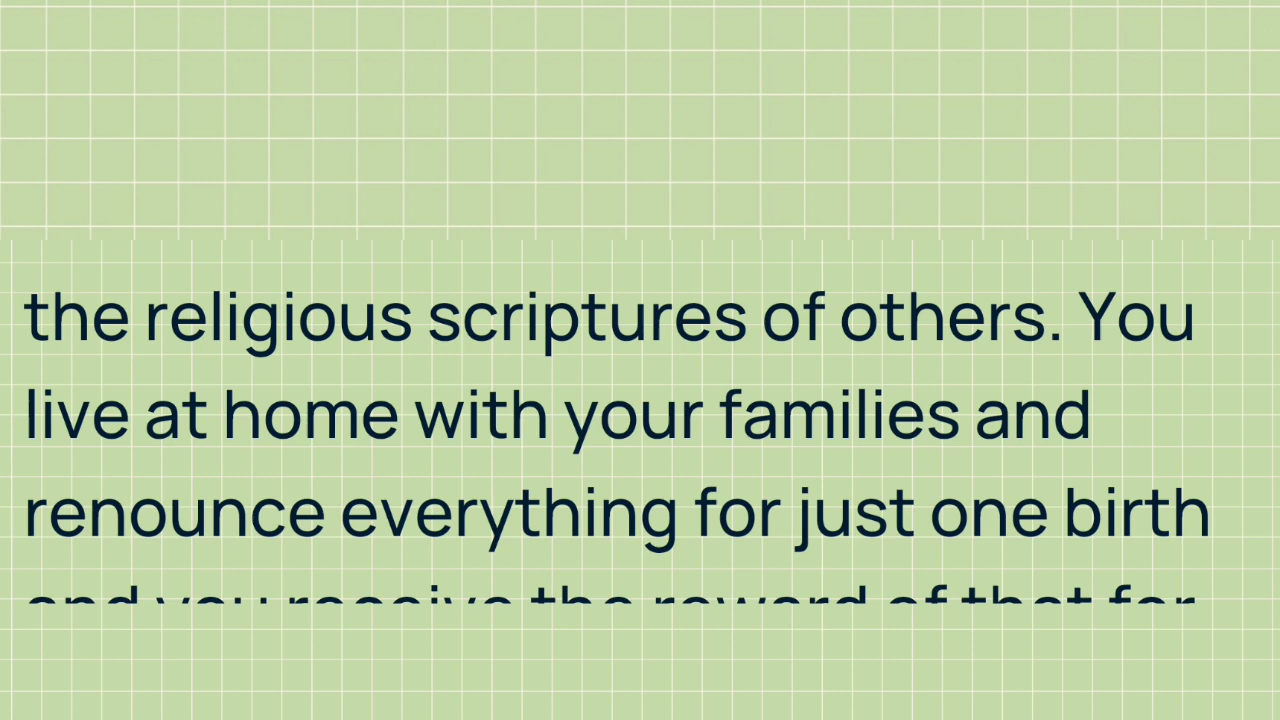 the religious scriptures of others. You
live at home with your families and
renounce everything for just one birth
and you receive the reward of that for